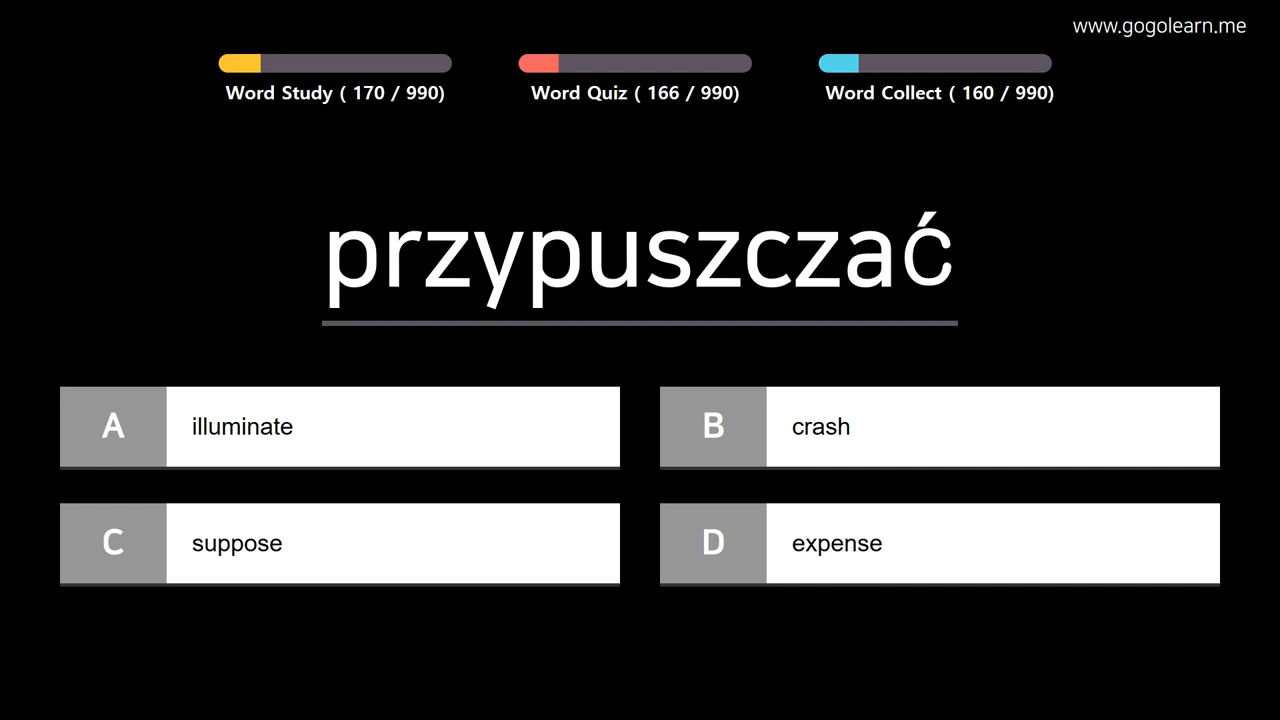 www.gogolearn.me
Word Study ( 170 / 990)
Word Quiz ( 166 / 990)
Word Collect ( 160 / 990)
przypuszczać
A illuminate
B crash
C suppose
D expense